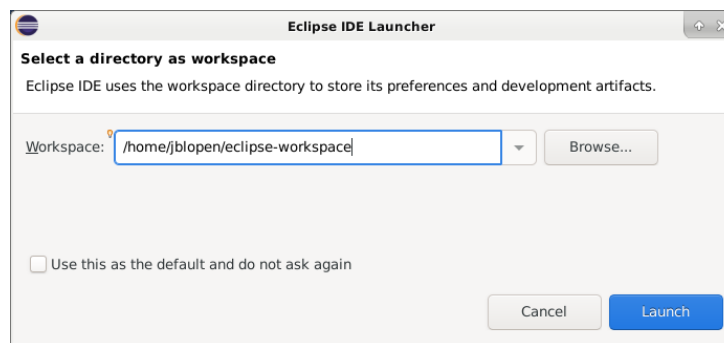 Eclipse IDE Launcher
Select a directory as workspace
Eclipse IDE uses the workspace directory to store its preferences and development artifacts.
Workspace: /home/jblopen/eclipse-workspace Browse...
Use this as the default and do not ask again
Cancel Launch